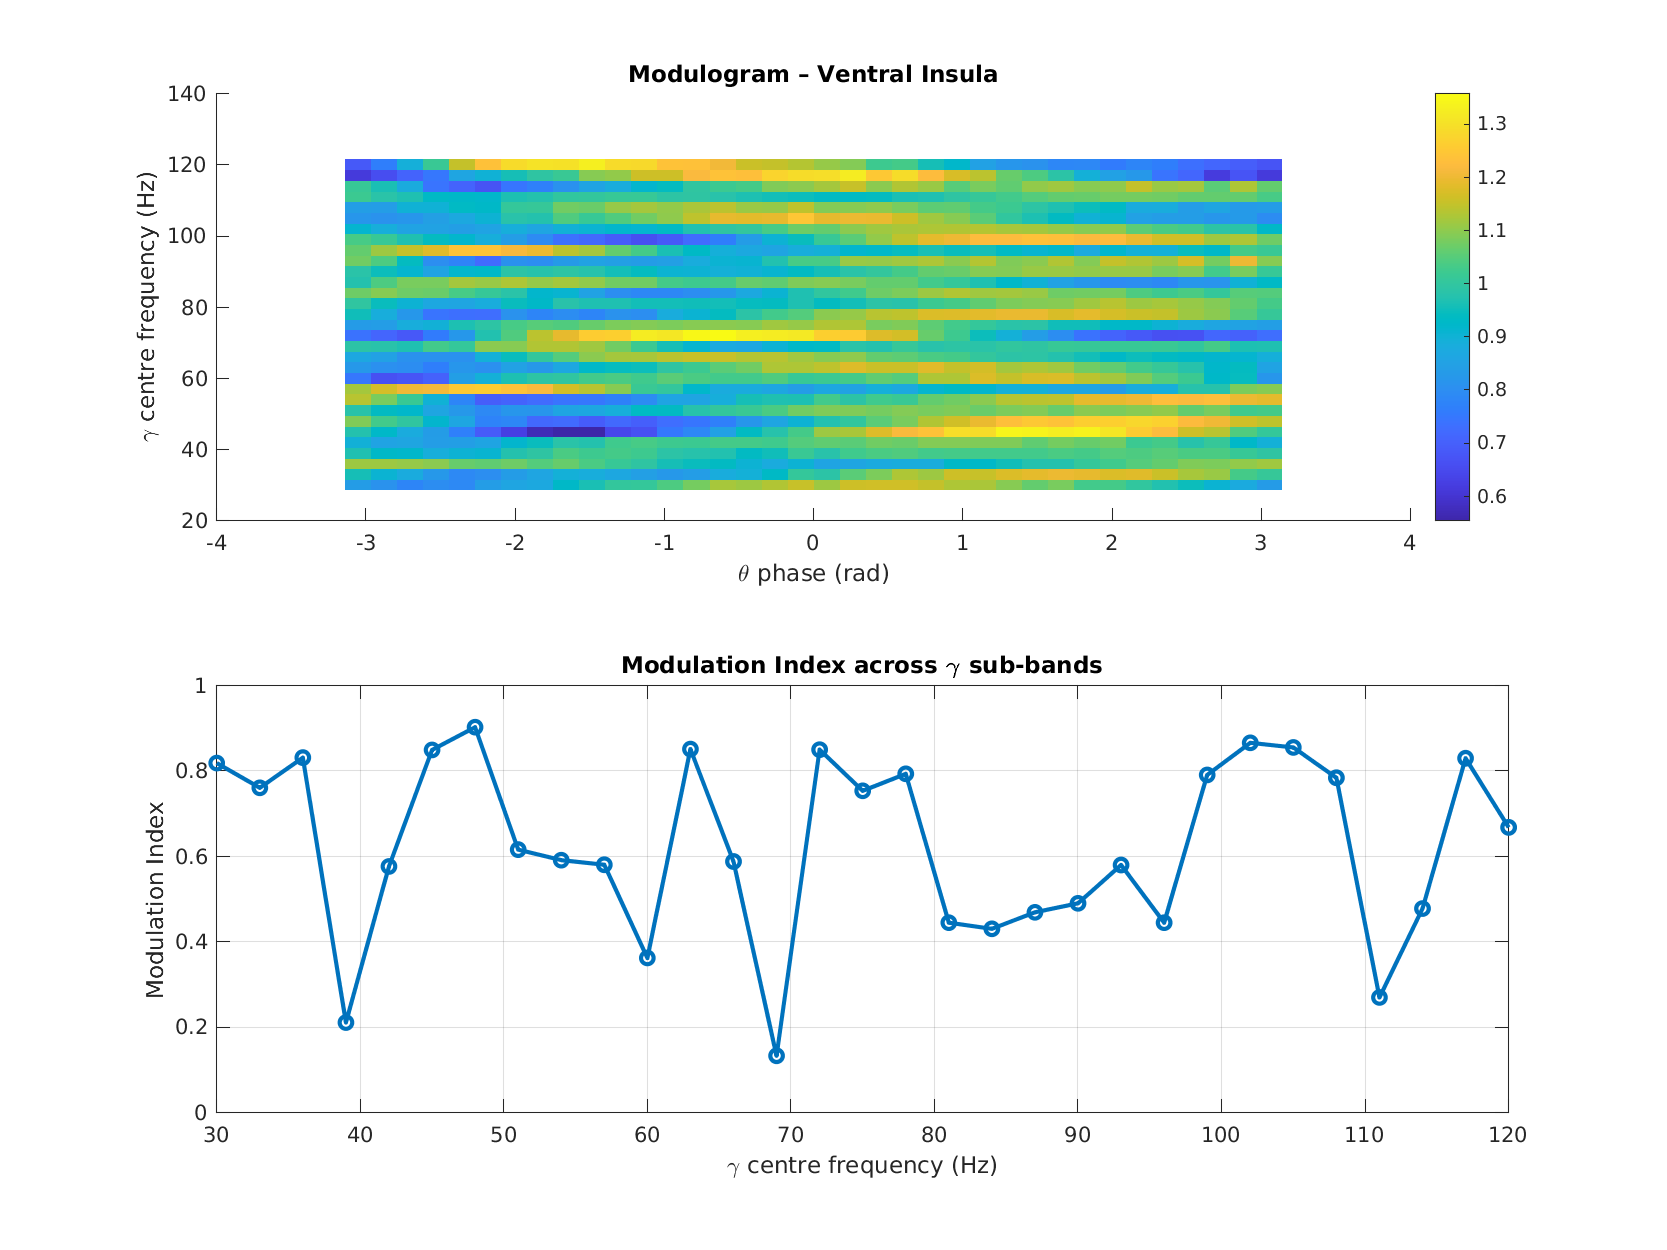 Modulogram – Ventral Insula
γ centre frequency (Hz)
140
120
100
80
60
40
20
-4 -3 -2 -1 0 1 2 3 4
θ phase (rad)
1.3
1.2
1.1
1
0.9
0.8
0.7
0.6
Modulation Index across γ sub-bands
Modulation Index
1
0.8
0.6
0.4
0.2
0
30 40 50 60 70 80 90 100 110 120
γ centre frequency (Hz)